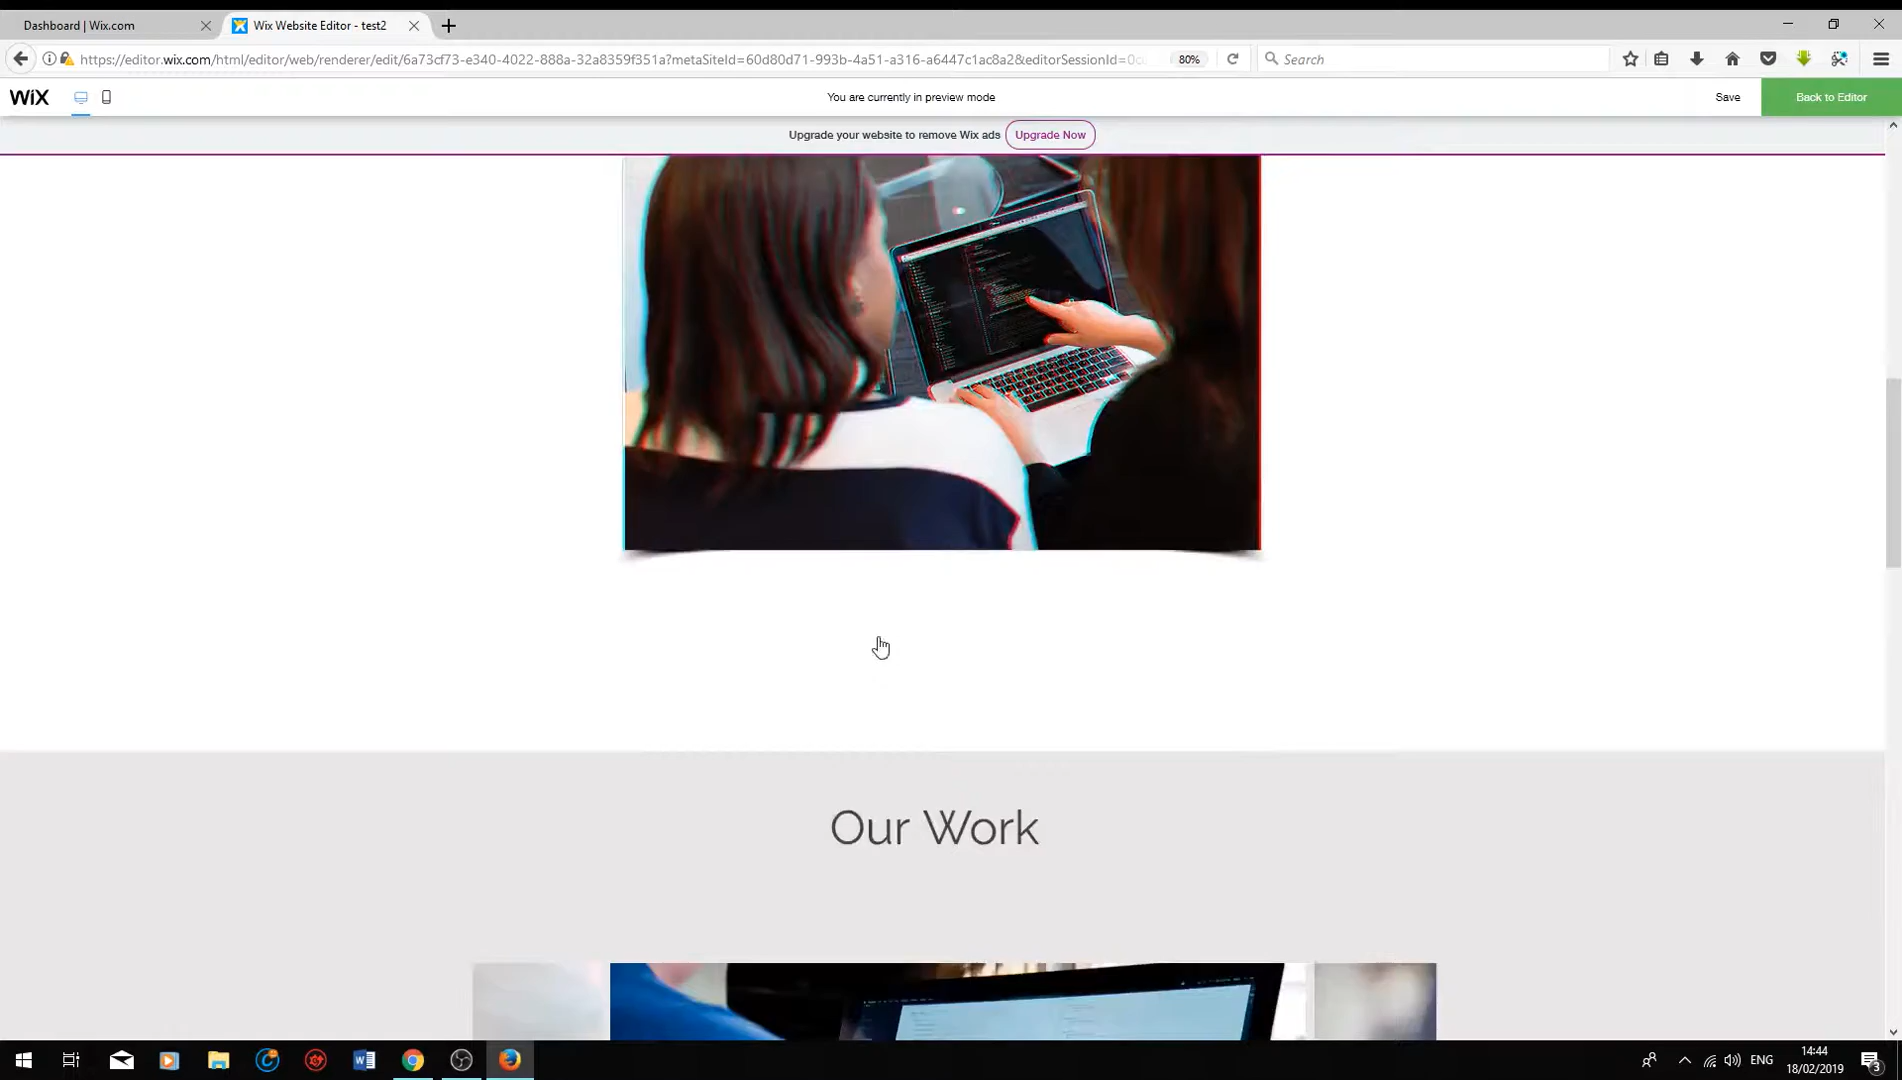 Dashboard | Wix.com
Wix Website Editor - test2
https://editor.wix.com/html/editor/web/renderer/edit/6a73cf73-e340-4022-888a-32a8359f351a?metaSiteId=60d80d71-993b-4a51-a316-a6447c1ac8a2&editorSessionId=0c
80%
Search
WiX
You are currently in preview mode
Save
Back to Editor
Upgrade your website to remove Wix ads
Upgrade Now
Our Work
ENG
14:44
18/02/2019
3